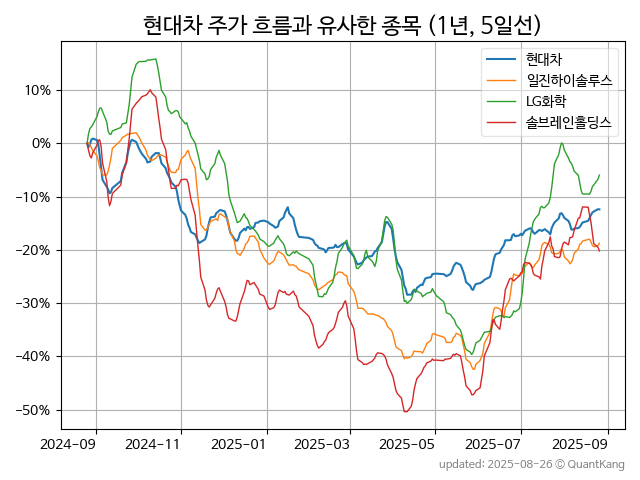 현대차 주가 흐름과 유사한 종목 (1년, 5일선)
현대차
일진하이솔루스
LG화학
솔브레인홀딩스
10%
0%
−10%
−20%
−30%
−40%
−50%
2024−09
2024−11
2025−01
2025−03
2025−05
2025−07
2025−09
updated: 2025-08-26 © QuantKang